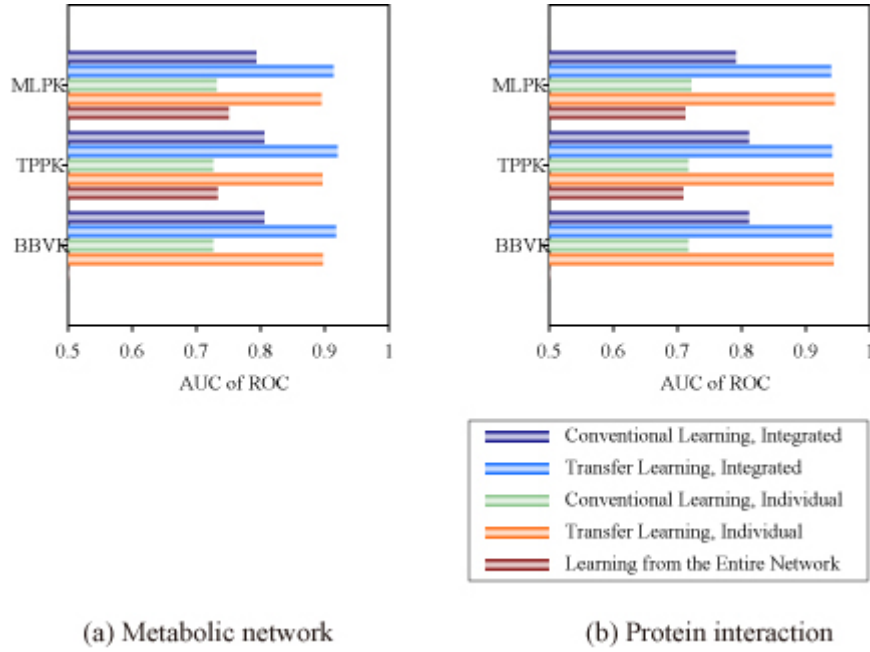 MLPK
TPPK
BBVK
0.5 0.6 0.7 0.8 0.9 1
AUC of ROC
MLPK
TPPK
BBVK
0.5 0.6 0.7 0.8 0.9 1
AUC of ROC
Conventional Learning, Integrated
Transfer Learning, Integrated
Conventional Learning, Individual
Transfer Learning, Individual
Learning from the Entire Network
(a) Metabolic network
(b) Protein interaction